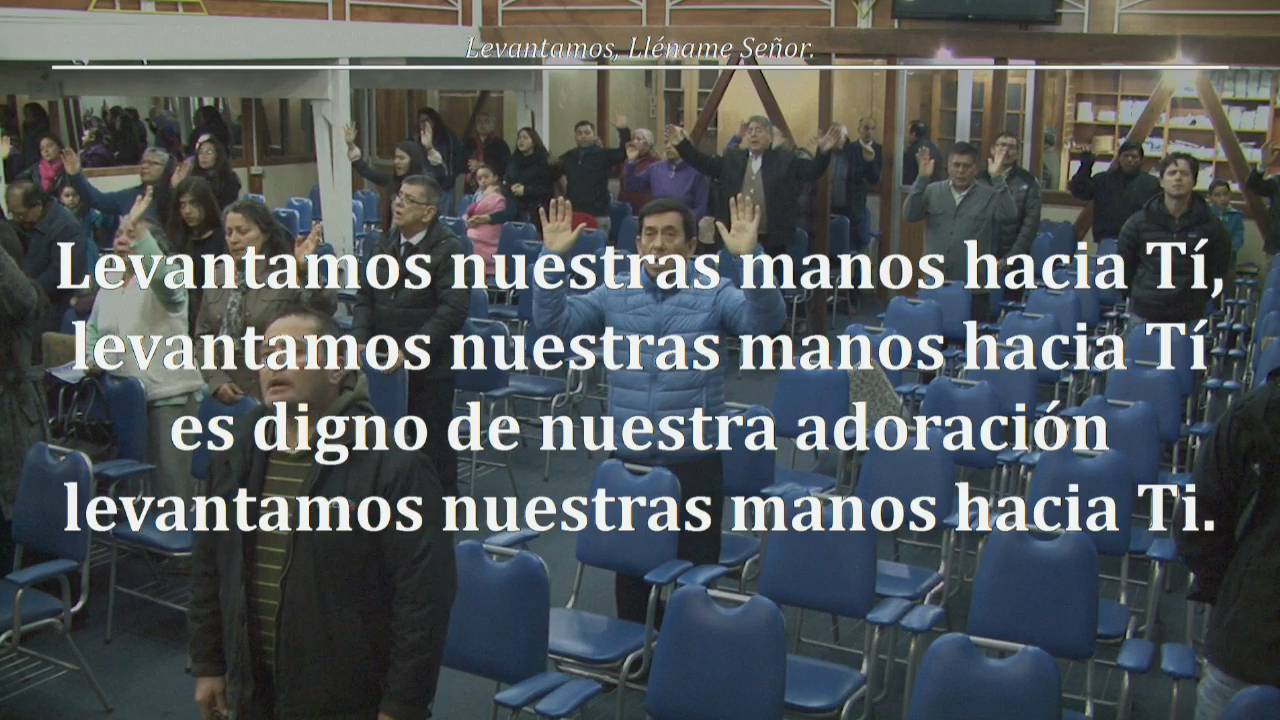 Levantamos, Lléname Señor.
Levantamos nuestras manos hacia Tí,
levantamos nuestras manos hacia Tí
es digno de nuestra adoración
levantamos nuestras manos hacia Ti.